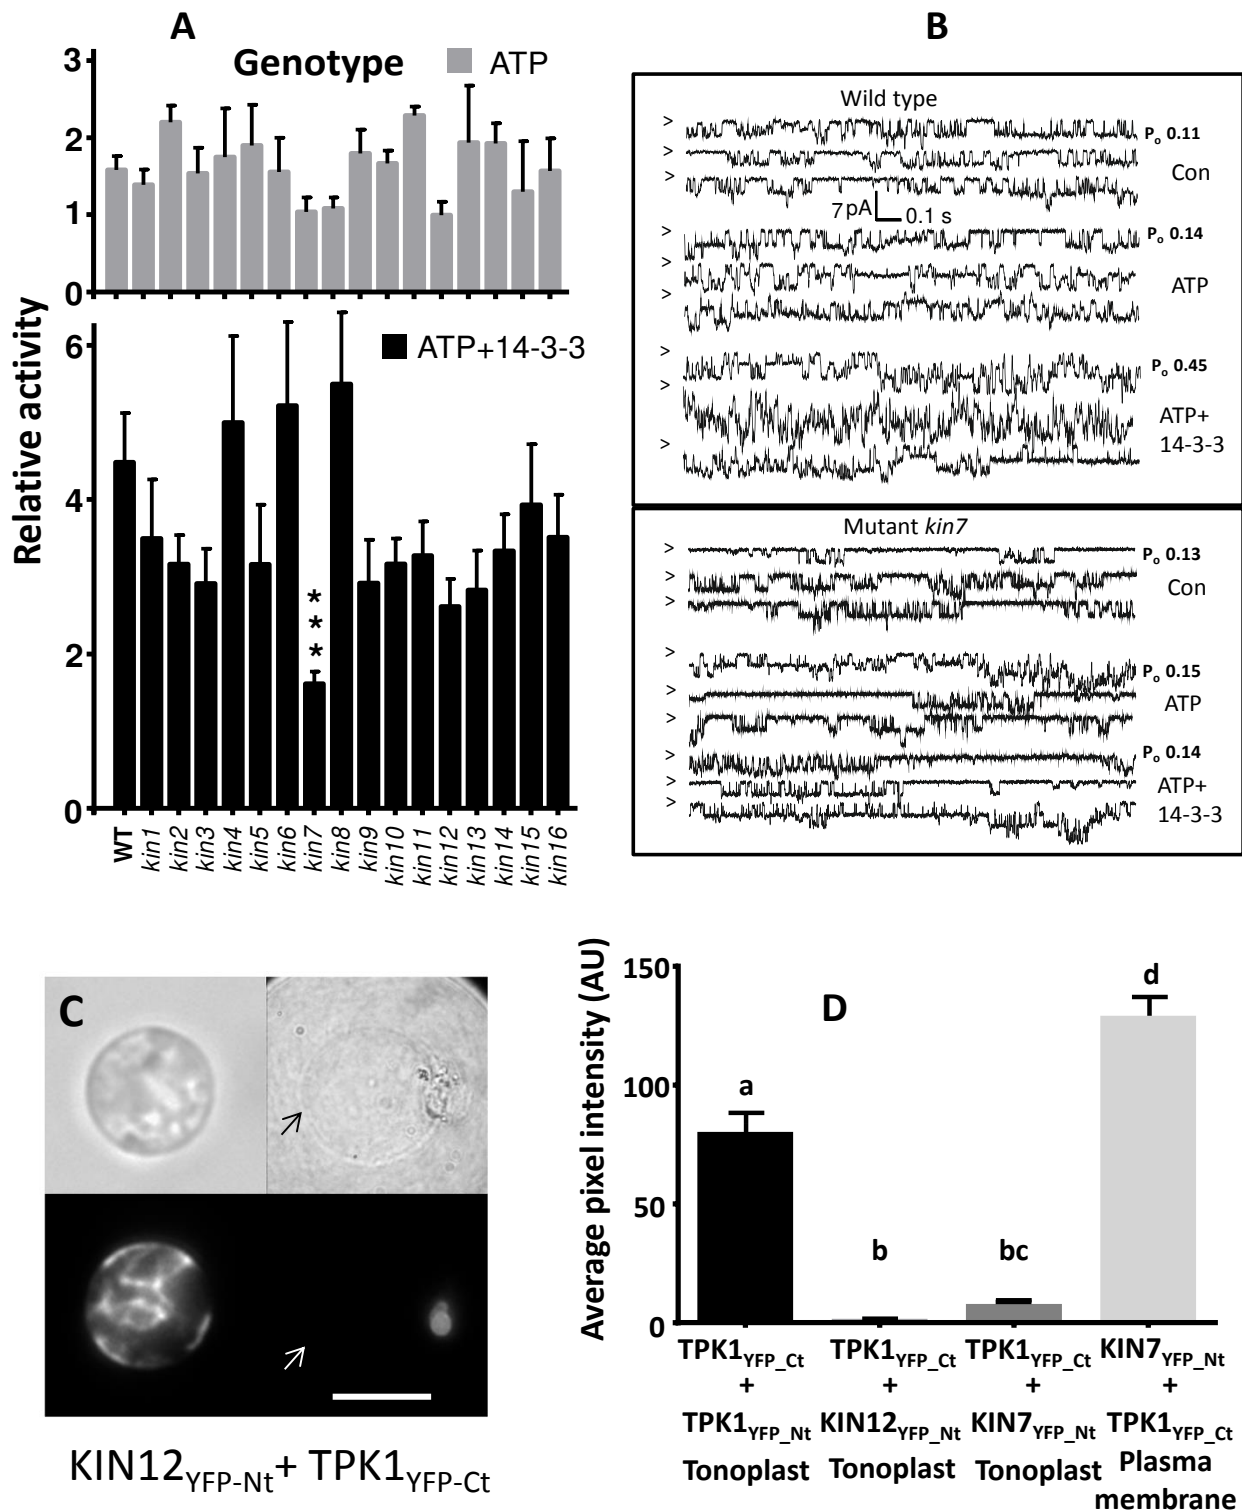 A
Genotype
ATP
3
2
1
0
Relative activity
ATP+14-3-3
6
4
2
0
***
WT
kin1
kin2
kin3
kin4
kin5
kin6
kin7
kin8
kin9
kin10
kin11
kin12
kin13
kin14
kin15
kin16
B
Wild type
>
Po 0.11
>
Con
>
7 pA
0.1 s
>
Po 0.14
>
ATP
>
>
Po 0.45
>
ATP+
14-3-3
>
Mutant kin7
>
Po 0.13
>
Con
>
>
Po 0.15
>
ATP
>
Po 0.14
>
>
ATP+
14-3-3
>
C
KIN12YFP-Nt+ TPK1YFP-Ct
D
Average pixel intensity (AU)
150
100
50
0
a
b
bc
d
TPK1YFP_Ct
+
TPK1YFP_Nt
Tonoplast
TPK1YFP_Ct
+
KIN12YFP_Nt
Tonoplast
TPK1YFP_Ct
+
KIN7YFP_Nt
Tonoplast
KIN7YFP_Nt
+
TPK1YFP_Ct
Plasma
membrane